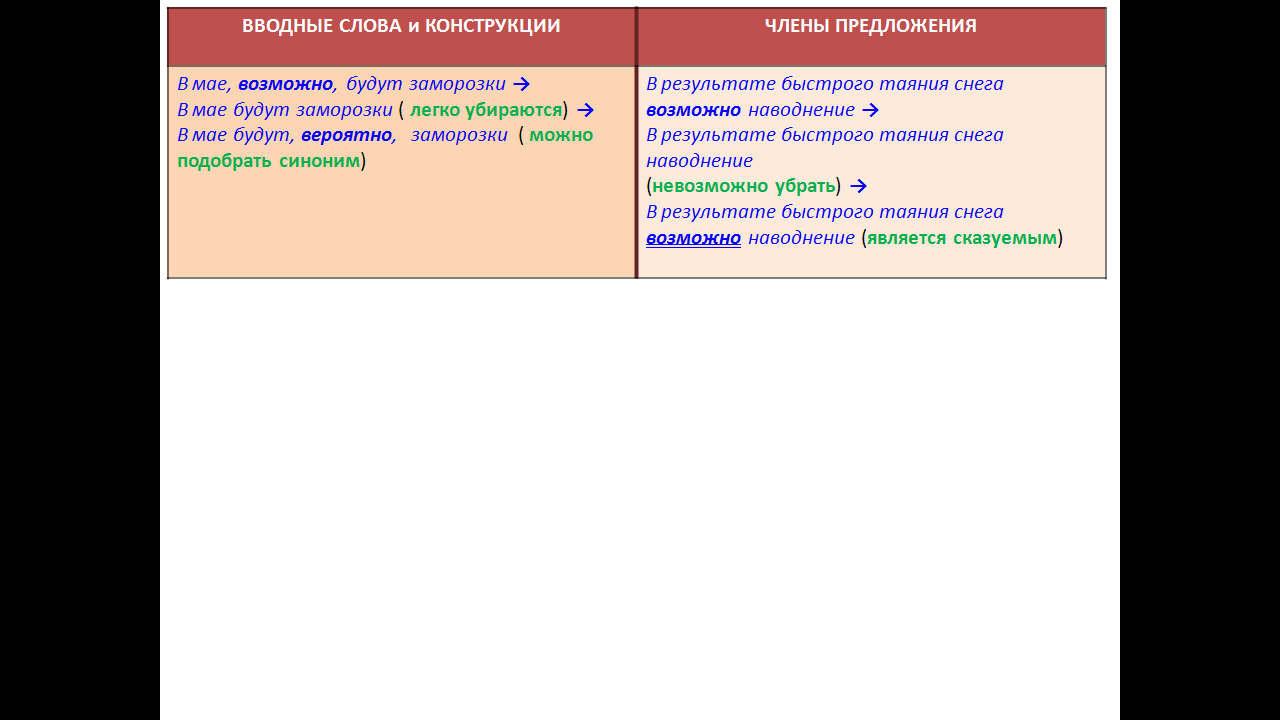 ВВОДНЫЕ СЛОВА и КОНСТРУКЦИИ
В мае, возможно, будут заморозки →
В мае будут заморозки ( легко убираются) →
В мае будут, вероятно, заморозки ( можно
подобрать синоним)
ЧЛЕНЫ ПРЕДЛОЖЕНИЯ
В результате быстрого таяния снега
возможно наводнение →
В результате быстрого таяния снега
наводнение
(невозможно убрать) →
В результате быстрого таяния снега
возможно наводнение (является сказуемым)